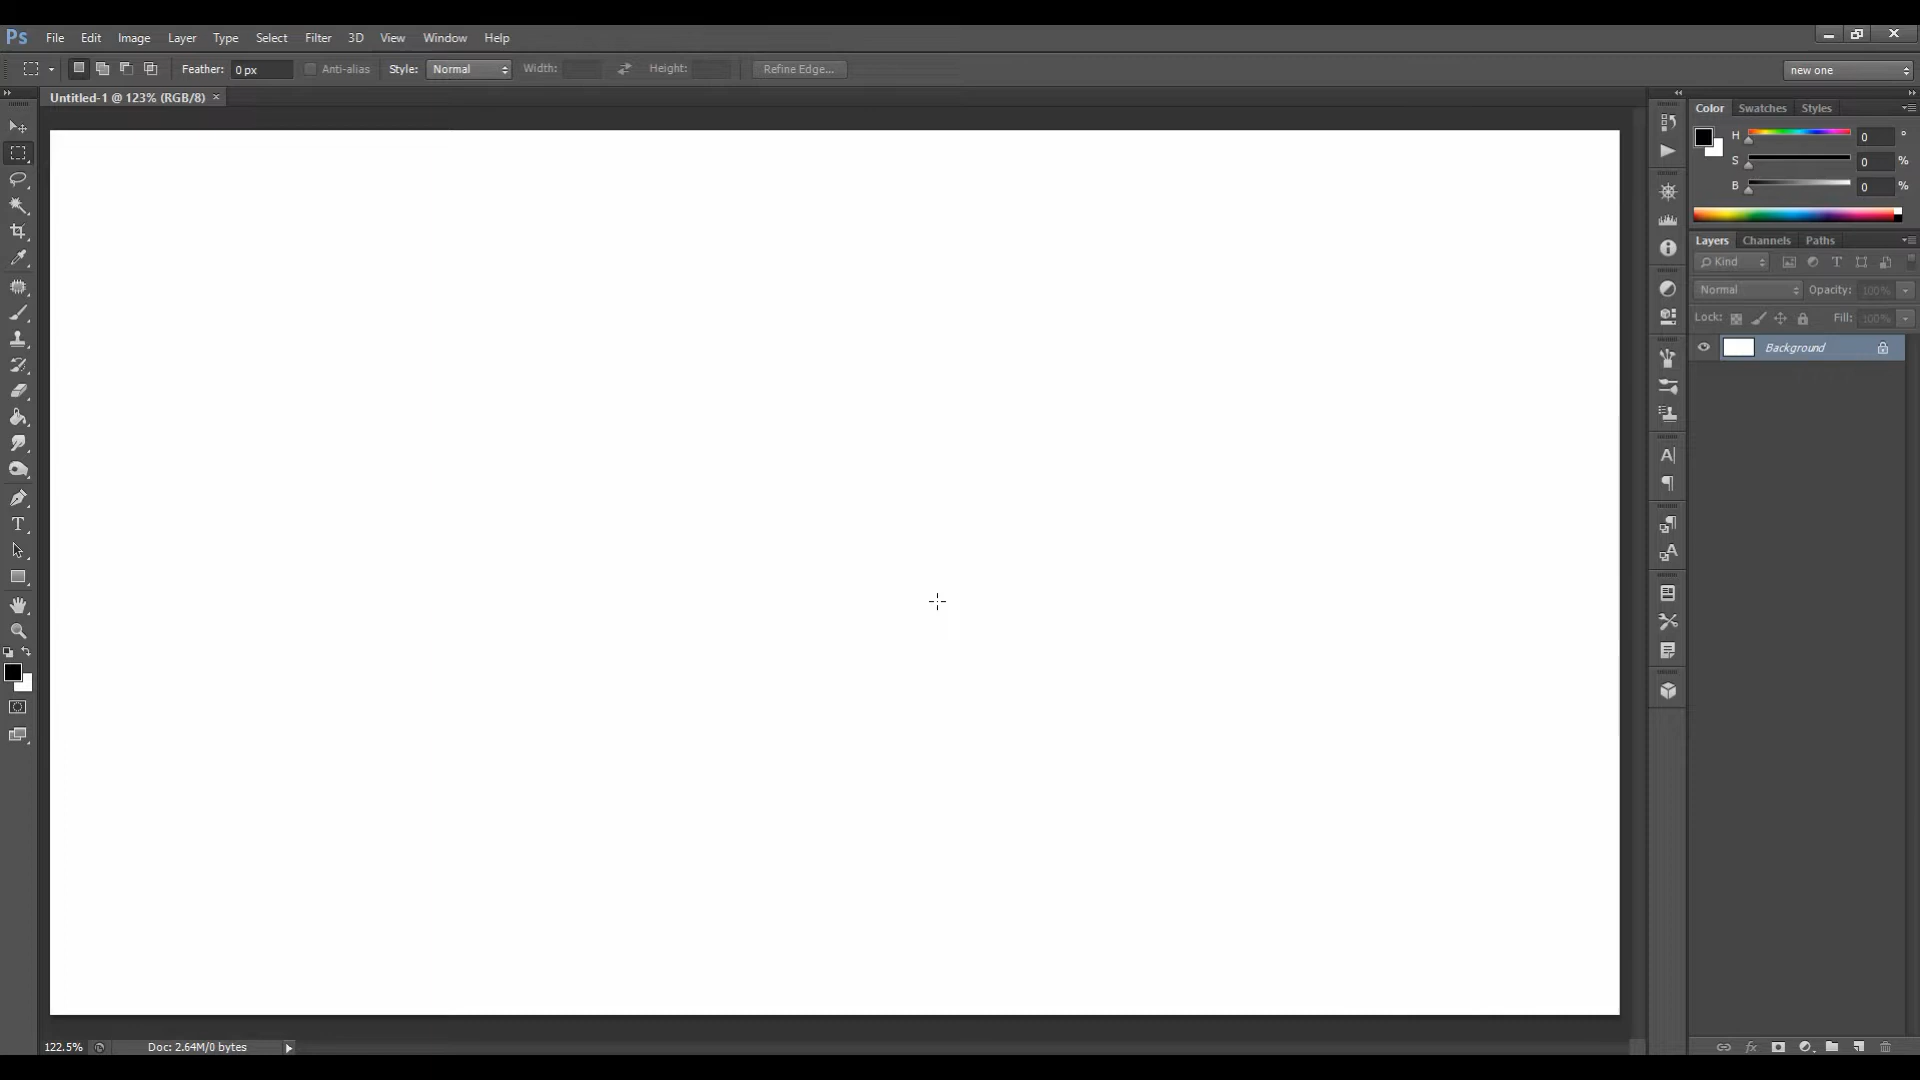 Ps File Edit Image Layer Type Select Filter 3D View Window Help
Feather: 0 px Anti-alias Style: Normal Width: Height: Refine Edge... new one
Untitled-1 @ 123% (RGB/8) ×
Color Swatches Styles
H 0 °
S 0 %
B 0 %
Layers Channels Paths
Kind
Normal Opacity: 100%
Lock: Fill: 100%
Background
122.5% Doc: 2.64M/0 bytes